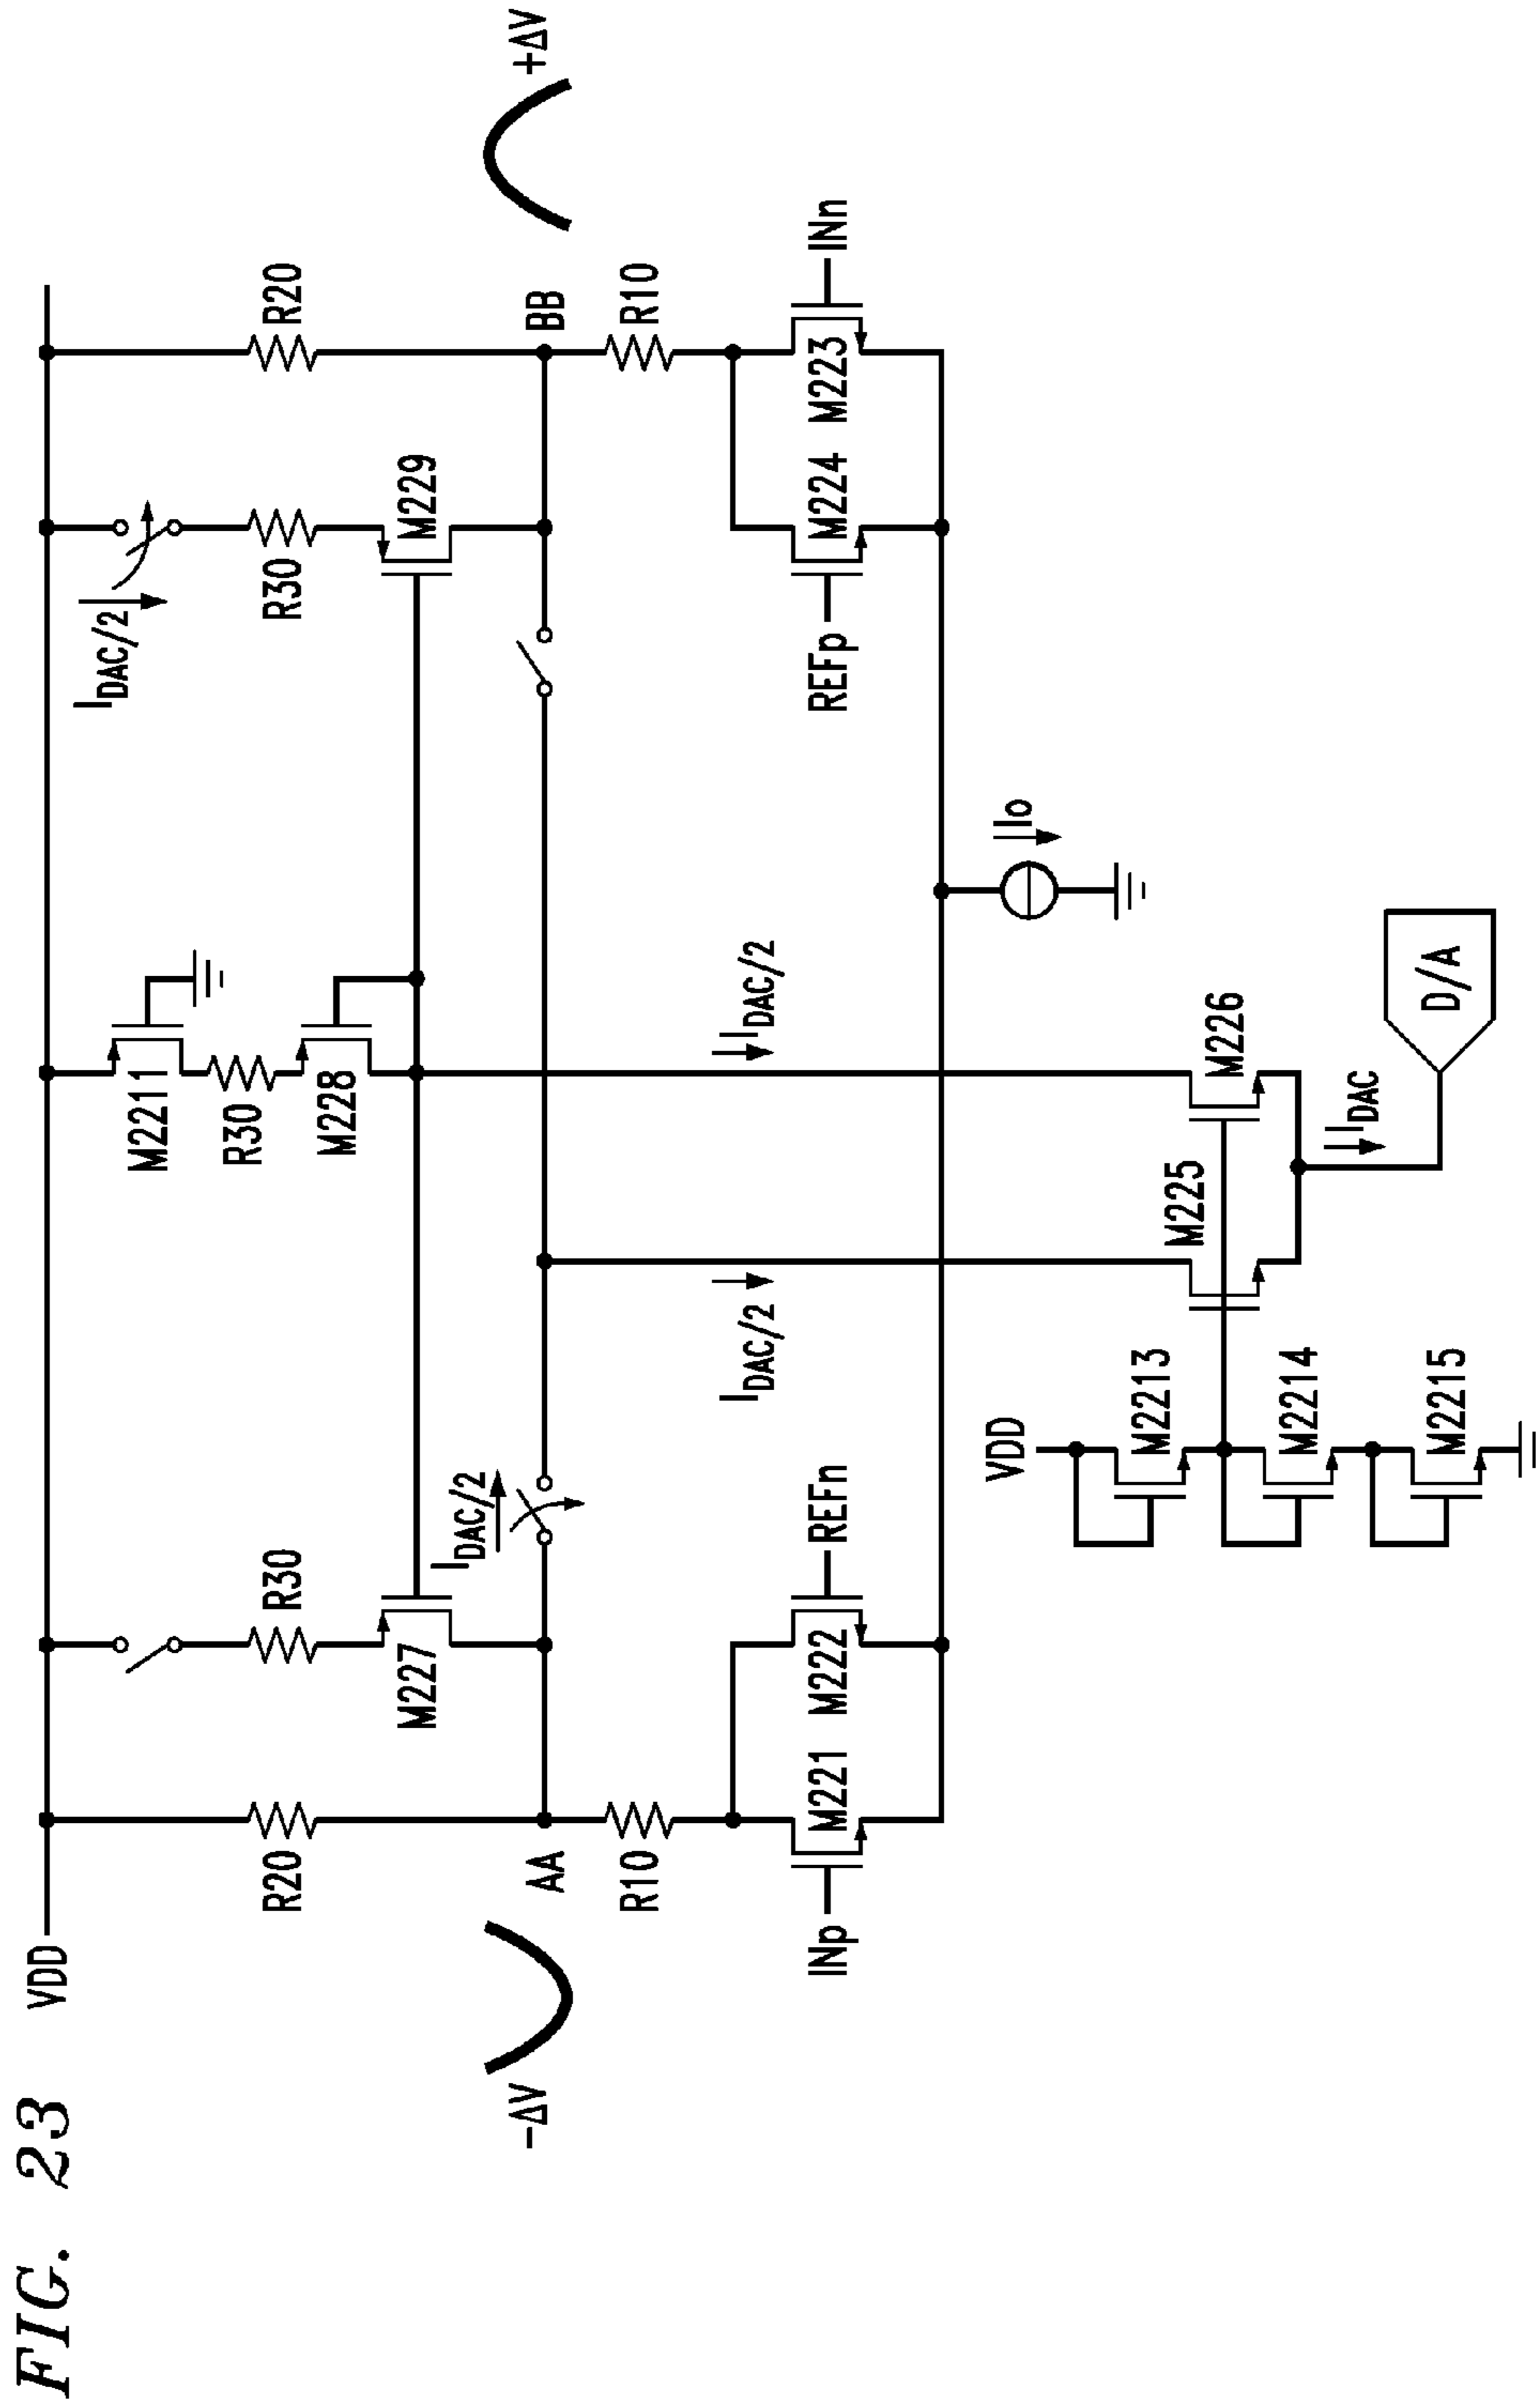 FIG. 23
VDD
R20
R30
M2211
R30
M228
IDAC/2
R30
R20
M227
M229
-ΔV
AA
IDAC/2
BB
+ΔV
R10
R10
INp
M221
M222
REFn
IDAC/2
IDAC/2
REFp
M224
M223
INn
Io
VDD
M2213
M2214
M2215
M225
M226
IDAC
D/A